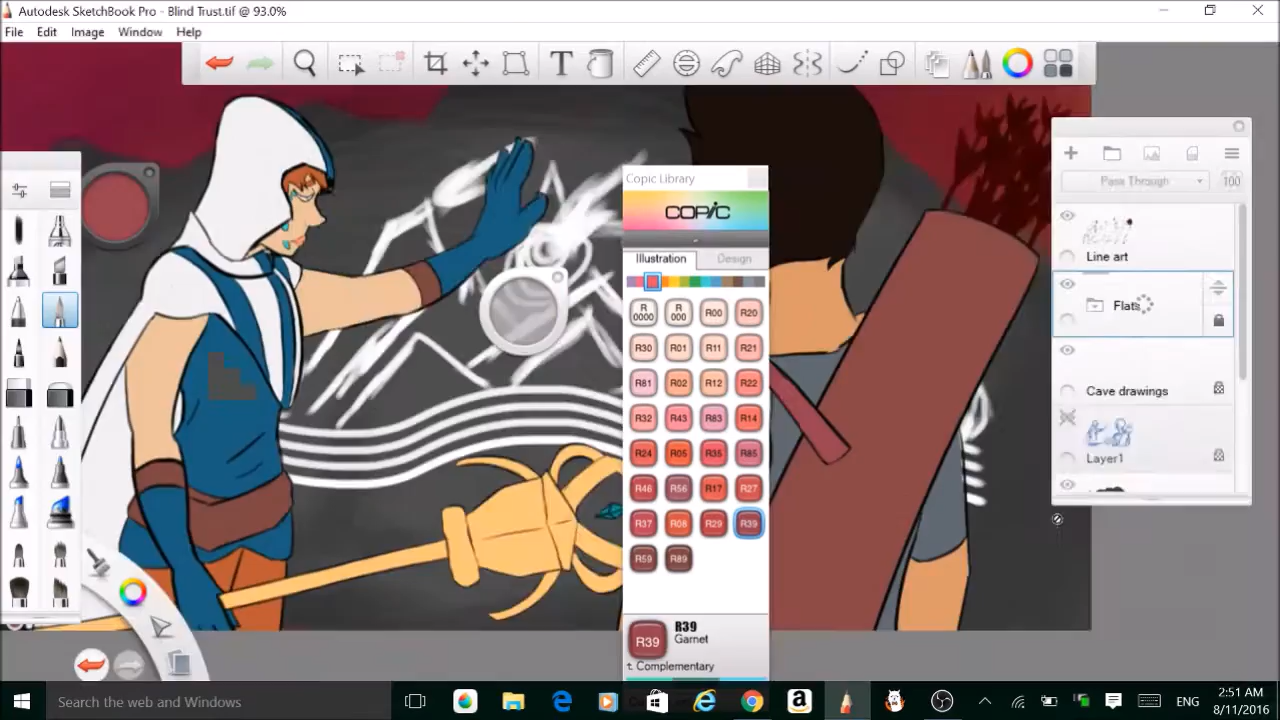 Autodesk SketchBook Pro - Blind Trust.tif @ 93.0%
File Edit Image Window Help
T
Copic Library
COPIC
Illustration Design
R0000 R000 R00 R20
R30 R01 R11 R21
R81 R02 R12 R22
R32 R43 R83 R14
R24 R05 R35 R85
R46 R56 R17 R27
R37 R08 R29 R39
R59 R89
R39
R39
Garnet
t. Complementary
Pass Through 100
Line art
Flats
Cave drawings
Layer1
Search the web and Windows
ENG
2:51 AM
8/11/2016